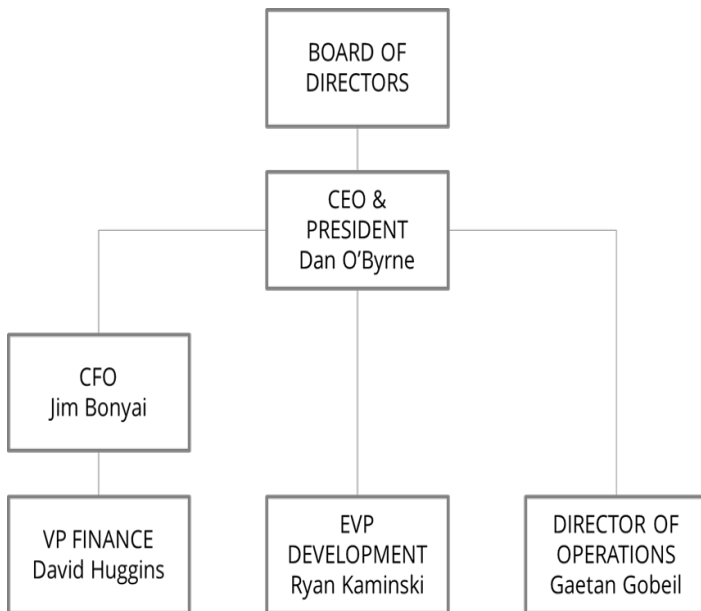 BOARD OF
DIRECTORS
CEO &
PRESIDENT
Dan O’Byrne
CFO
Jim Bonyai
VP FINANCE
David Huggins
EVP
DEVELOPMENT
Ryan Kaminski
DIRECTOR OF
OPERATIONS
Gaetan Gobeil